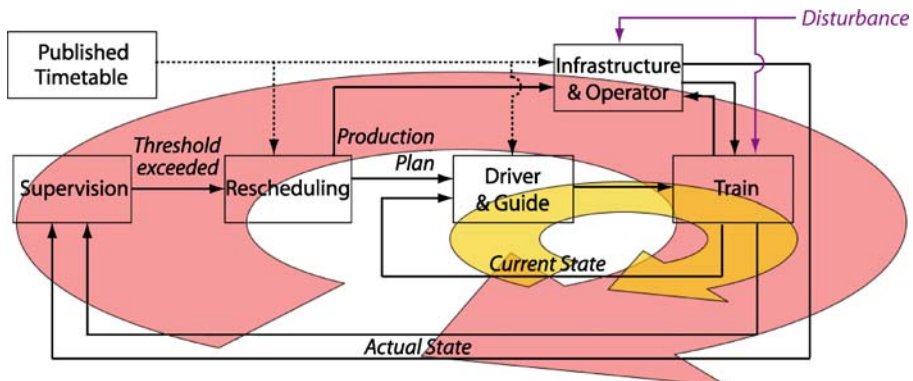 Disturbance
Published
Timetable
Infrastructure
& Operator
Threshold
exceeded
Production
Plan
Supervision
Rescheduling
Driver
& Guide
Train
Current State
Actual State